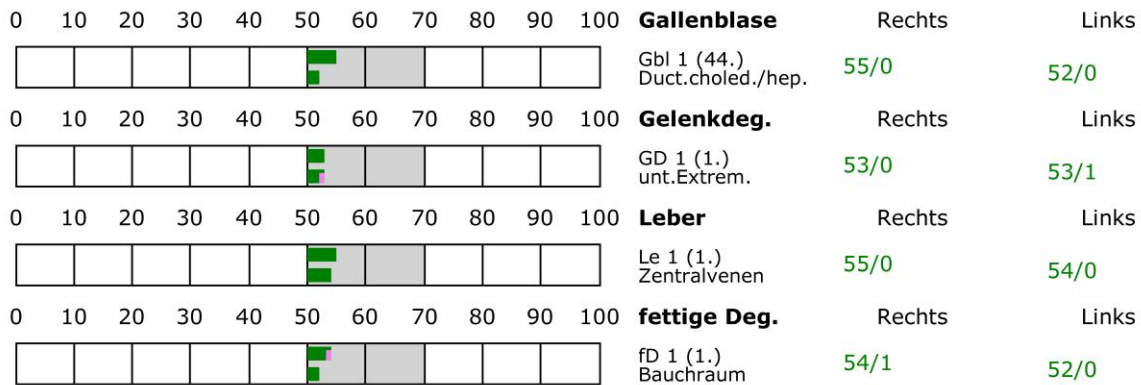 0 10 20 30 40 50 60 70 80 90 100 Gallenblase Rechts Links
Gbl 1 (44.) 55/0 52/0
Duct.choled./hep.
0 10 20 30 40 50 60 70 80 90 100 Gelenkdeg. Rechts Links
GD 1 (1.) 53/0 53/1
unt.Extrem.
0 10 20 30 40 50 60 70 80 90 100 Leber Rechts Links
Le 1 (1.) 55/0 54/0
Zentralvenen
0 10 20 30 40 50 60 70 80 90 100 fettige Deg. Rechts Links
fD 1 (1.) 54/1 52/0
Bauchraum